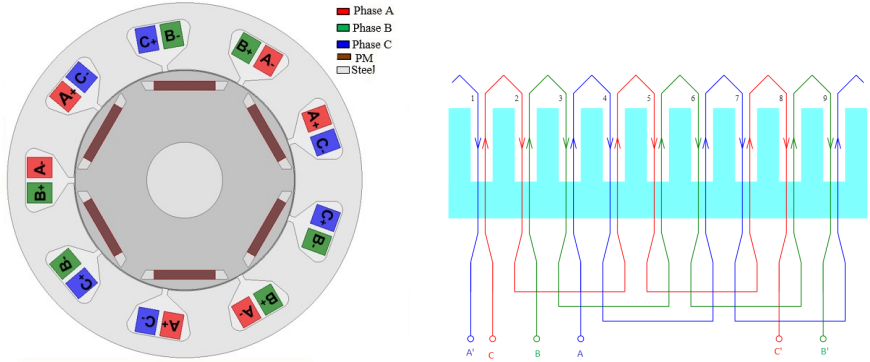 Phase A
Phase B
Phase C
PM
Steel
C+ B-
B+ A-
A+ C-
A+
C-
A-
B+
C+
B-
B- C+
C- A+
A- B+
1 2 3 4 5 6 7 8 9
A' C B A C' B'